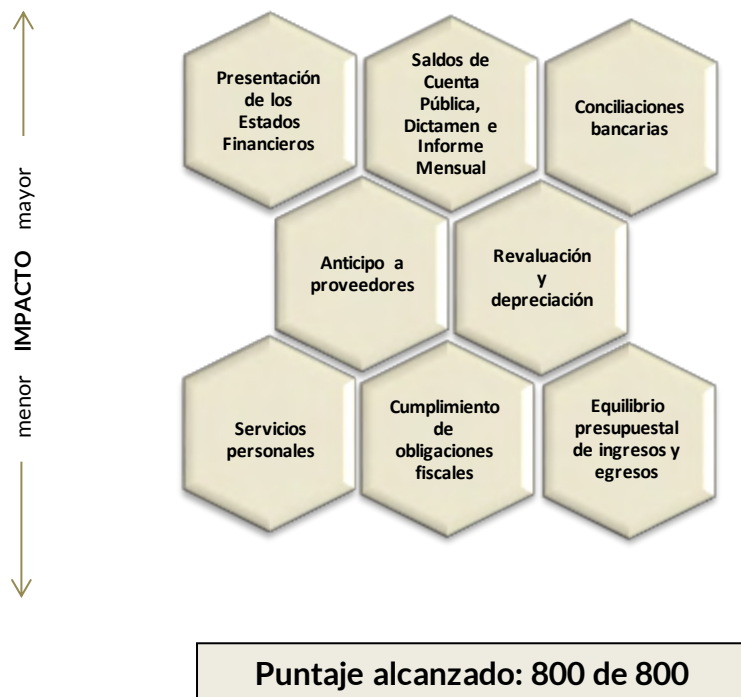 menor IMPACTO mayor
Presentación
de los
Estados
Financieros
Saldos de
Cuenta
Pública,
Dictamen e
Informe
Mensual
Conciliaciones
bancarias
Anticipo a
proveedores
Revaluación
y
depreciación
Servicios
personales
Cumplimiento
de
obligaciones
fiscales
Equilibrio
presupuestal
de ingresos y
egresos
Puntaje alcanzado: 800 de 800